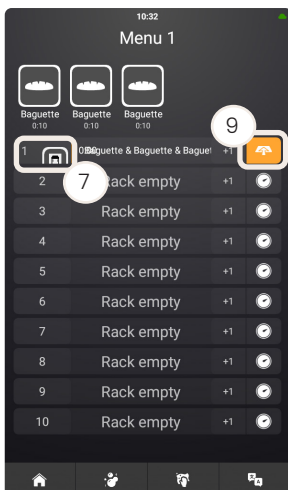 10:32
Menu 1
Baguette Baguette Baguette
0:10 0:10 0:10
9
1 Baguette & Baguette & Baguet +1
7
2 Rack empty +1
3 Rack empty +1
4 Rack empty +1
5 Rack empty +1
6 Rack empty +1
7 Rack empty +1
8 Rack empty +1
9 Rack empty +1
10 Rack empty +1